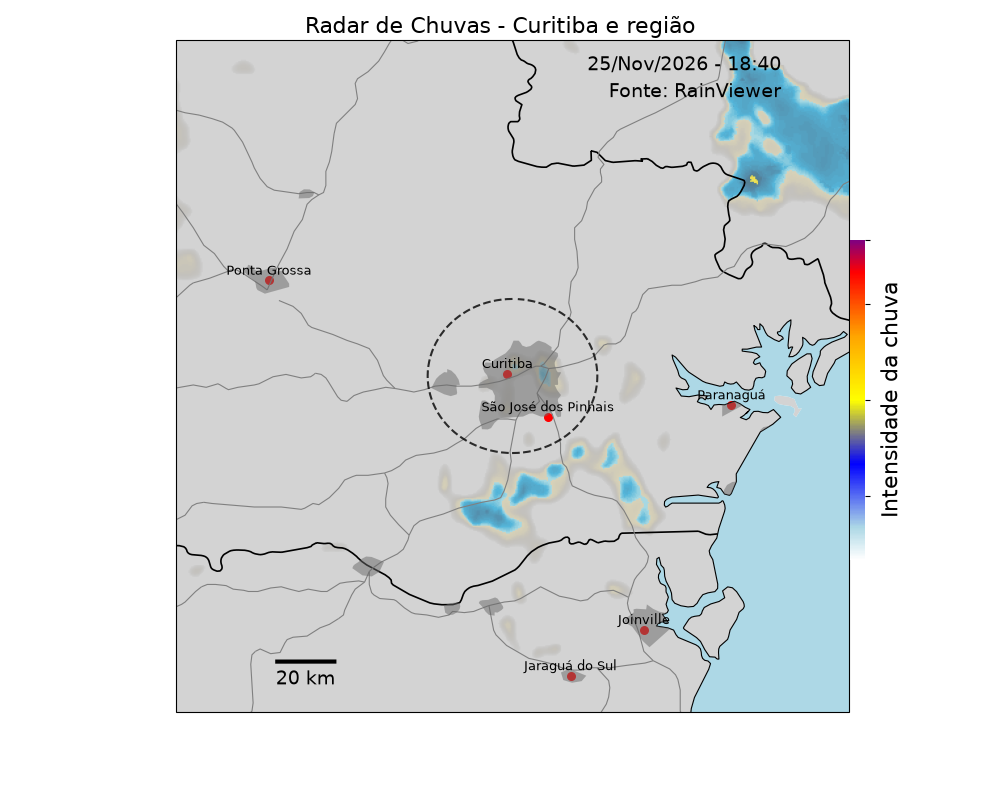 Radar de Chuvas - Curitiba e região
25/Nov/2026 - 18:40
Fonte: RainViewer
Ponta Grossa
Curitiba
Paranaguá
São José dos Pinhais
Intensidade da chuva
Joinville
Jaraguá do Sul
20 km